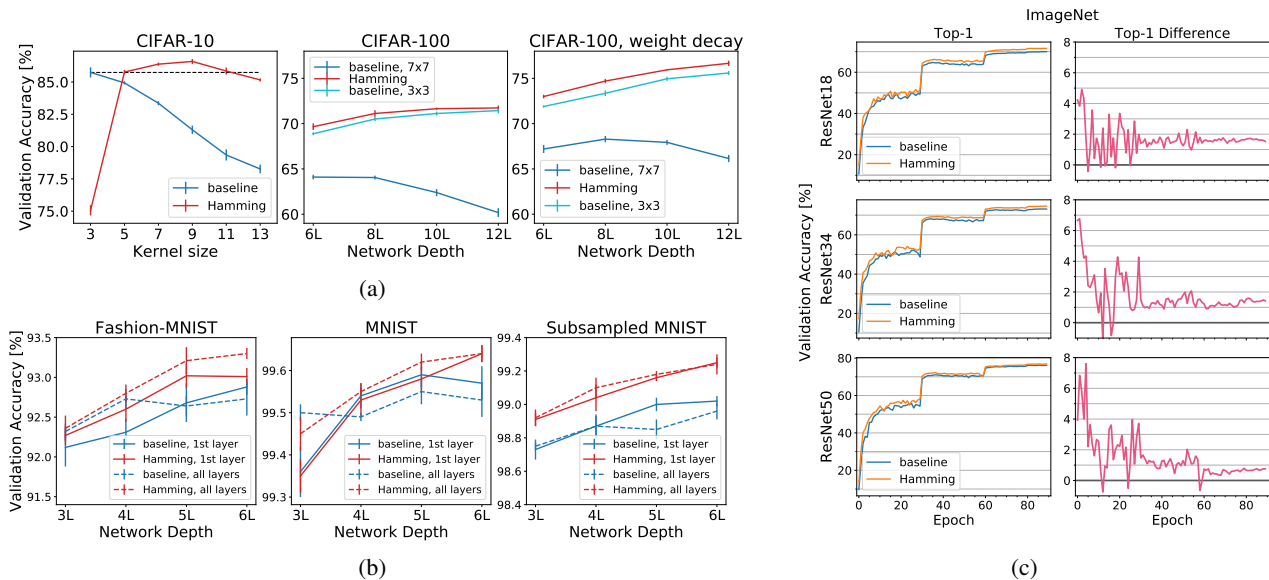 CIFAR-10
CIFAR-100
CIFAR-100, weight decay
Validation Accuracy [%]
85.0
82.5
80.0
77.5
75.0
baseline
Hamming
3 5 7 9 11 13
Kernel size
75
70
65
60
baseline, 7x7
Hamming
baseline, 3x3
6L 8L 10L 12L
Network Depth
75
70
65
60
baseline, 7x7
Hamming
baseline, 3x3
6L 8L 10L 12L
Network Depth
(a)
Fashion-MNIST
MNIST
Subsampled MNIST
Validation Accuracy [%]
93.5
93.0
92.5
92.0
91.5
baseline, 1st layer
Hamming, 1st layer
baseline, all layers
Hamming, all layers
3L 4L 5L 6L
Network Depth
99.6
99.5
99.4
99.3
baseline, 1st layer
Hamming, 1st layer
baseline, all layers
Hamming, all layers
3L 4L 5L 6L
Network Depth
99.4
99.2
99.0
98.8
98.6
98.4
baseline, 1st layer
Hamming, 1st layer
baseline, all layers
Hamming, all layers
3L 4L 5L 6L
Network Depth
(b)
ImageNet
Top-1
Top-1 Difference
Validation Accuracy [%]
ResNet18
60
40
20
baseline
Hamming
8
6
4
2
0
ResNet34
60
40
20
baseline
Hamming
8
6
4
2
0
ResNet50
80
70
60
50
40
30
20
10
baseline
Hamming
0 20 40 60 80
Epoch
8
6
4
2
0
0 20 40 60 80
Epoch
(c)